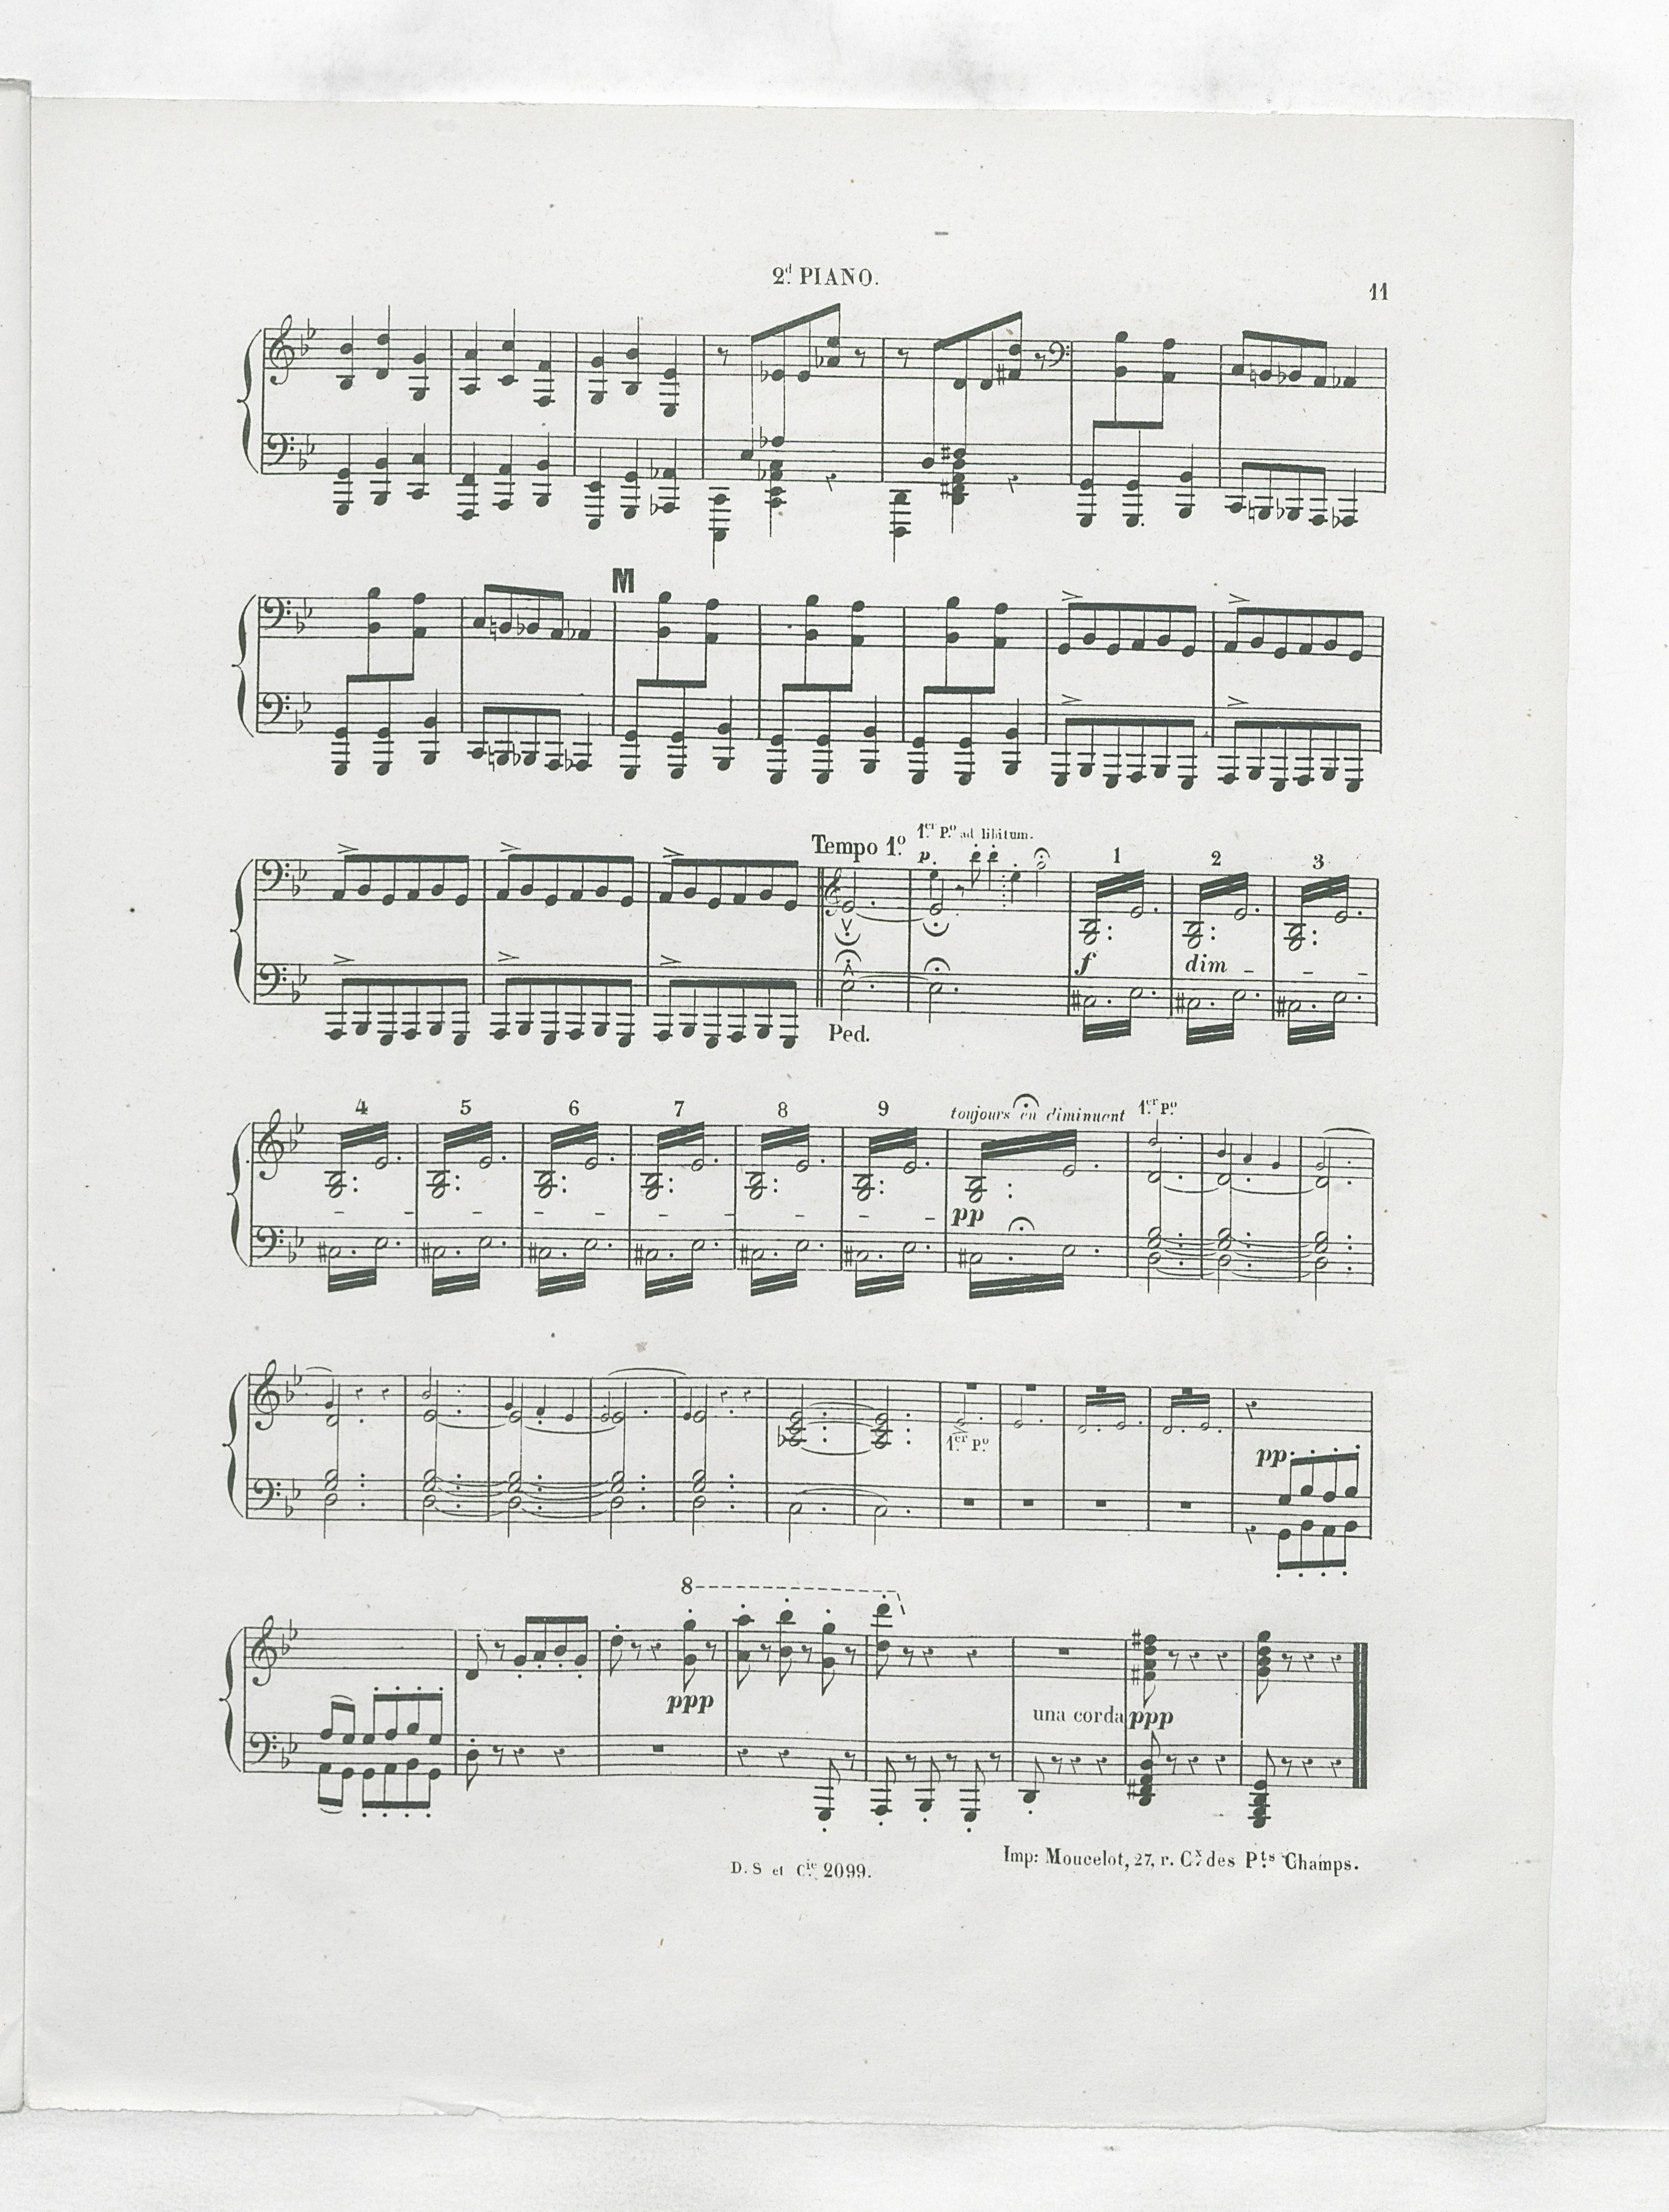 2.d PIANO.
11
M
Tempo 1.o
1.er P.o ad libitum.
p
1 2 3
f dim - - -
Ped.
4 5 6 7 8 9 toujours en diminuent 1.er P.o
- - - - - - - - - - - - pp
1.er P.o
pp
8
ppp
una corda ppp
D. S et C.ie 2099.
Imp: Moucelot, 27, r. C.x des P.ts Champs.